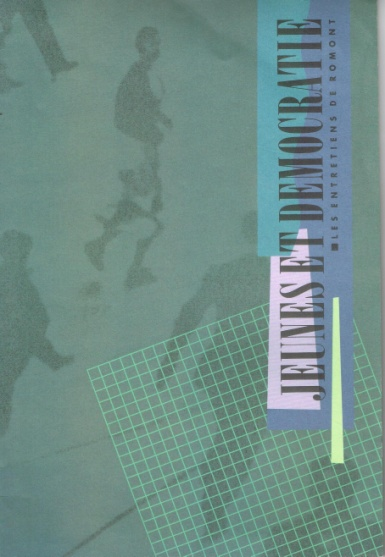 JEUNES ET DEMOCRATIE
■ LES ENTRETIENS DE ROMONT